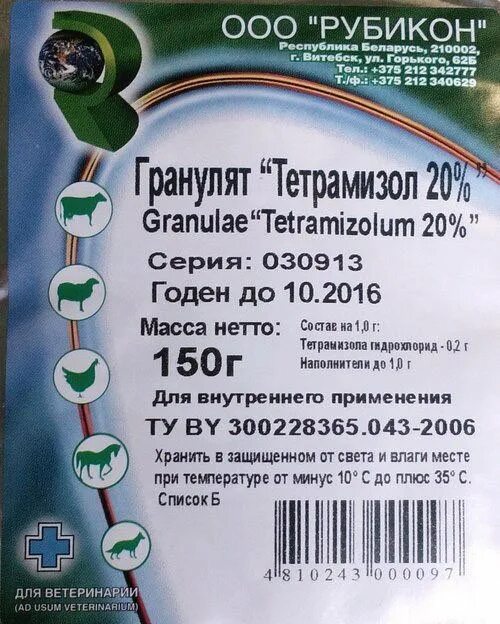 ООО "РУБИКОН"
Республика Беларусь, 210002,
г. Витебск, ул. Горького, 62Б
Тел.: +375 212 342777
Т./ф.: +375 212 340629
Гранулят "Тетрамизол 20%"
Granulae "Tetramizolum 20%"
Серия: 030913
Годен до 10.2016
Масса нетто:
150г
Состав на 1,0 г:
Тетрамизола гидрохлорид - 0,2 г
Наполнители до 1,0 г
Для внутреннего применения
ТУ BY 300228365.043-2006
Хранить в защищенном от света и влаги месте
при температуре от минус 10° С до плюс 35° С.
Список Б
ДЛЯ ВЕТЕРИНАРИИ
(AD USUM VETERINARIUM)
4 810243 000097